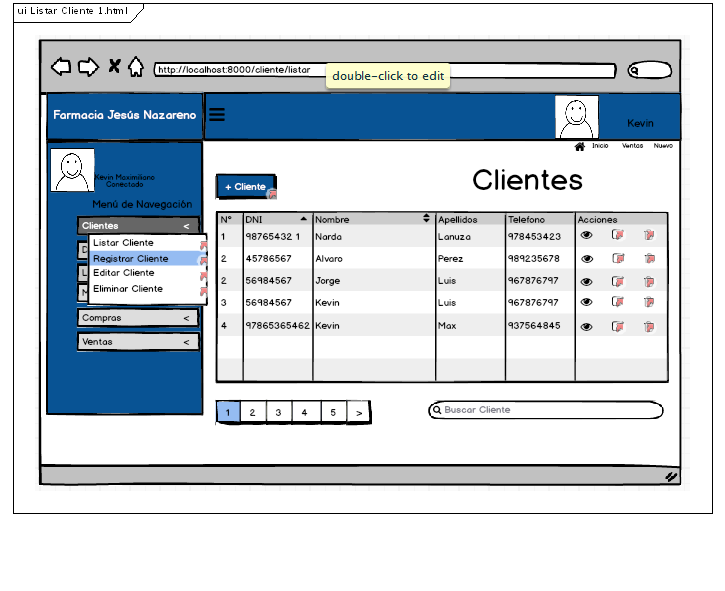 ui Listar Cliente 1.html
http://localhost:8000/cliente/listar
double-click to edit
Farmacia Jesús Nazareno
Kevin
Inicio Ventas Nuevo
Kevin Maximiliano
Conectado
Menú de Navegación
Clientes <
Listar Cliente
Registrar Cliente
Editar Cliente
Eliminar Cliente
Compras <
Ventas <
+ Cliente
Clientes
N° DNI Nombre Apellidos Telefono Acciones
1 98765432 1 Narda Lanuza 978453423
2 45786567 Alvaro Perez 989235678
2 56984567 Jorge Luis 967876797
3 56984567 Kevin Luis 967876797
4 97865365462 Kevin Max 937564845
1 2 3 4 5 >
Buscar Cliente